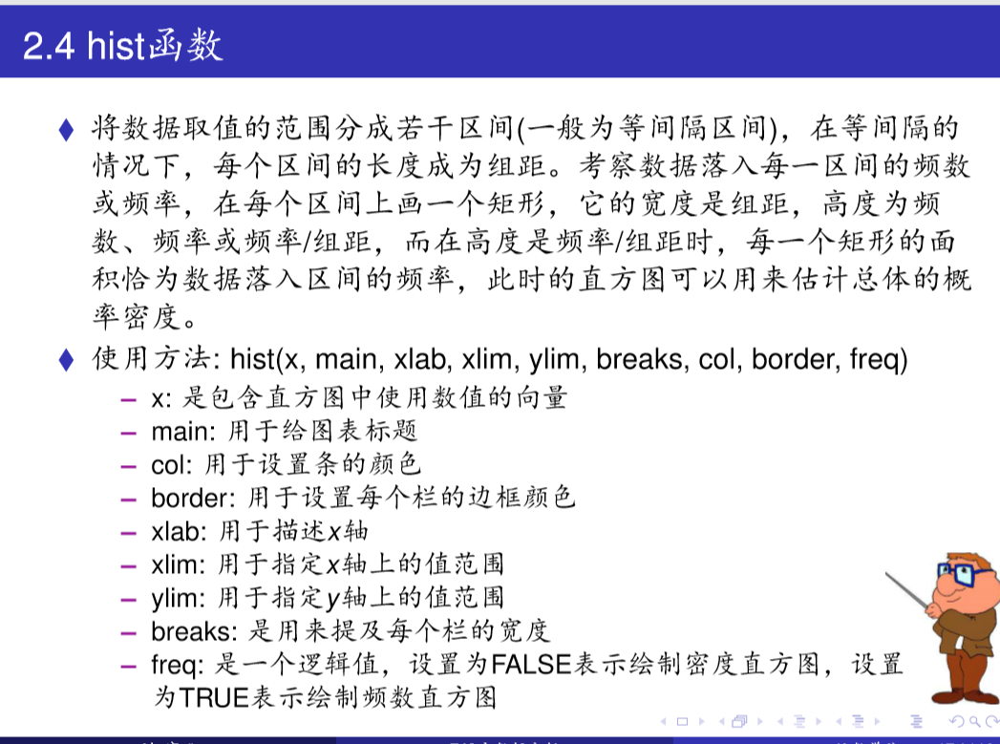 2.4 hist函数
将数据取值的范围分成若干区间(一般为等间隔区间)，在等间隔的
情况下，每个区间的长度成为组距。考察数据落入每一区间的频数
或频率，在每个区间上画一个矩形，它的宽度是组距，高度为频
数、频率或频率/组距，而在高度是频率/组距时，每一个矩形的面
积恰为数据落入区间的频率，此时的直方图可以用来估计总体的概
率密度。
使用方法: hist(x, main, xlab, xlim, ylim, breaks, col, border, freq)
– x: 是包含直方图中使用数值的向量
– main: 用于给图表标题
– col: 用于设置条的颜色
– border: 用于设置每个栏的边框颜色
– xlab: 用于描述x轴
– xlim: 用于指定x轴上的值范围
– ylim: 用于指定y轴上的值范围
– breaks: 是用来提及每个栏的宽度
– freq: 是一个逻辑值，设置为FALSE表示绘制密度直方图，设置
为TRUE表示绘制频数直方图